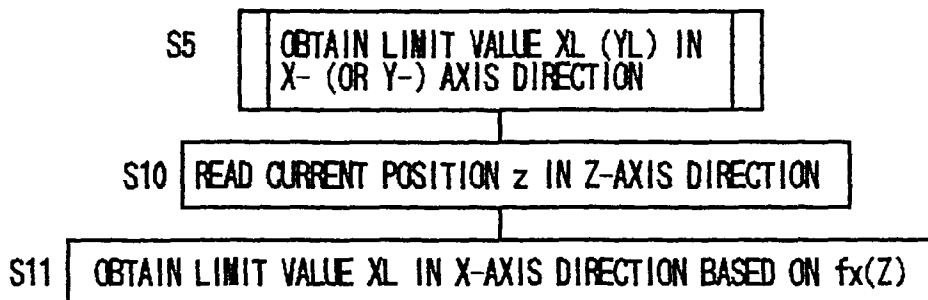 S5 OBTAIN LIMIT VALUE XL (YL) IN
X- (OR Y-) AXIS DIRECTION
S10 READ CURRENT POSITION z IN Z-AXIS DIRECTION
S11 OBTAIN LIMIT VALUE XL IN X-AXIS DIRECTION BASED ON fx(Z)